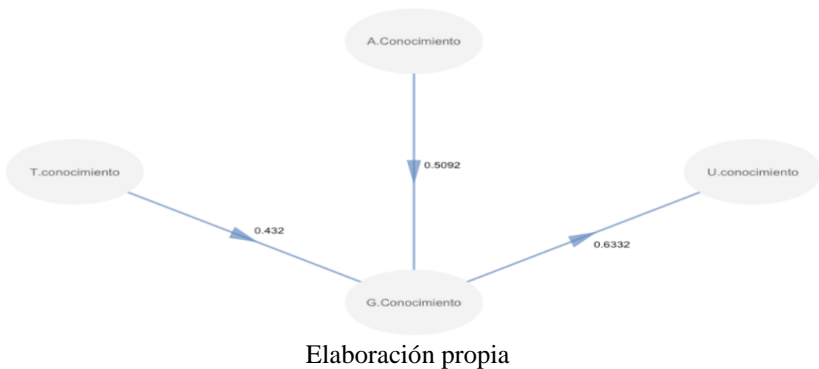 A.Conocimiento
0.5092
T.conocimiento
U.conocimiento
0.432
0.6332
G.Conocimiento
Elaboración propia